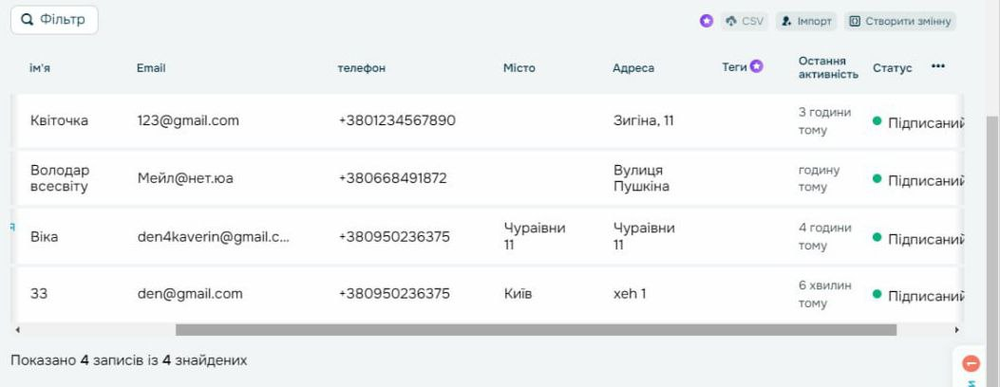 Фільтр
CSV Імпорт Створити змінну
ім'я Email телефон Місто Адреса Теги Остання активність Статус •••
Квіточка 123@gmail.com +3801234567890 Зигіна, 11 3 години тому Підписаний
Володар всесвіту Мейл@нет.юа +380668491872 Вулиця Пушкіна годину тому Підписаний
я Віка den4kaverin@gmail.c... +380950236375 Чураівни 11 Чураівни 11 4 години тому Підписаний
33 den@gmail.com +380950236375 Київ хеh 1 6 хвилин тому Підписаний
Показано 4 записів із 4 знайдених